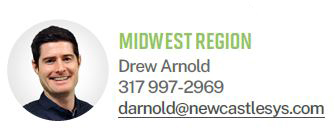 MIDWEST REGION
Drew Arnold
317 997-2969
darnold@newcastlesys.com